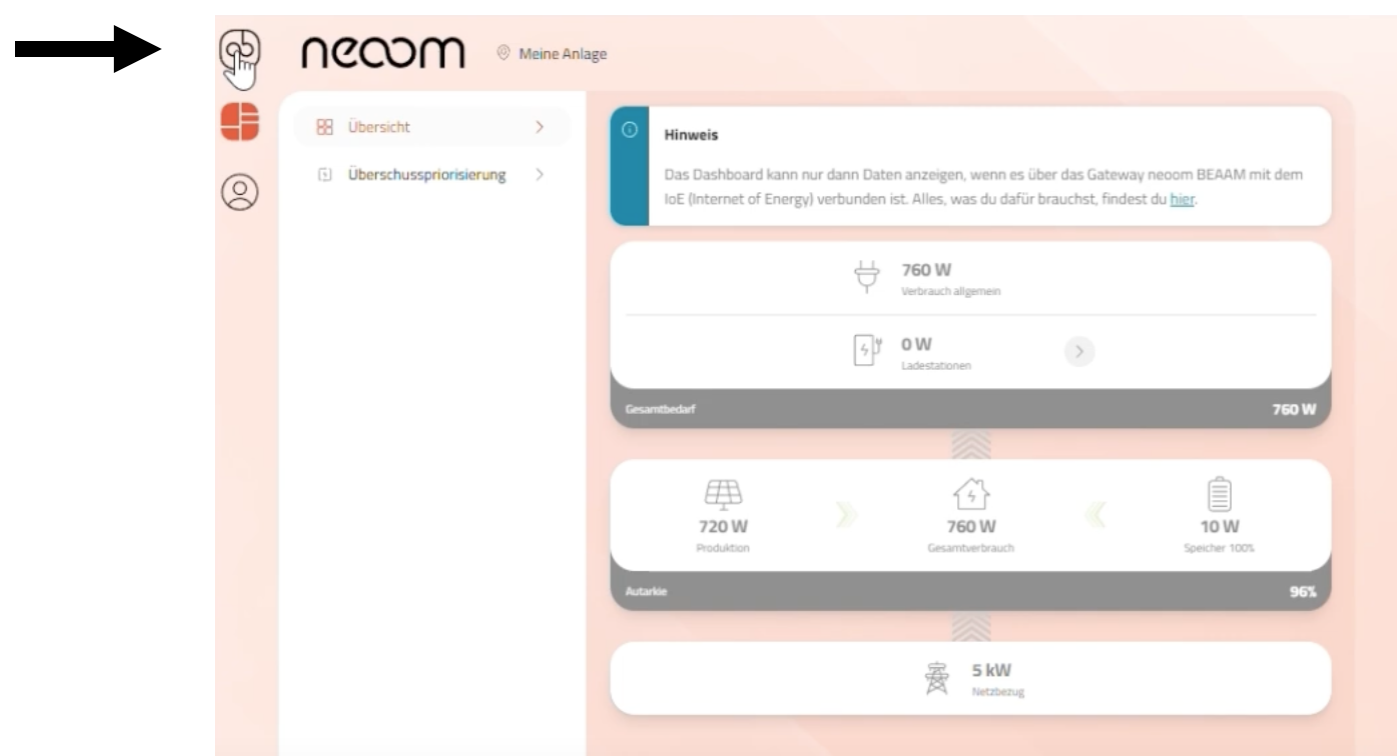 neoom
Meine Anlage
Übersicht
Überschusspriorisierung
Hinweis
Das Dashboard kann nur dann Daten anzeigen, wenn es über das Gateway neoom BEAAM mit dem
IoE (Internet of Energy) verbunden ist. Alles, was du dafür brauchst, findest du hier.
760 W
Verbrauch allgemein
0 W
Ladestationen
Gesamtbedarf 760 W
720 W 760 W 10 W
Produktion Gesamtverbrauch Speicher 100%
Autarkie 96%
5 kW
Netzbezug